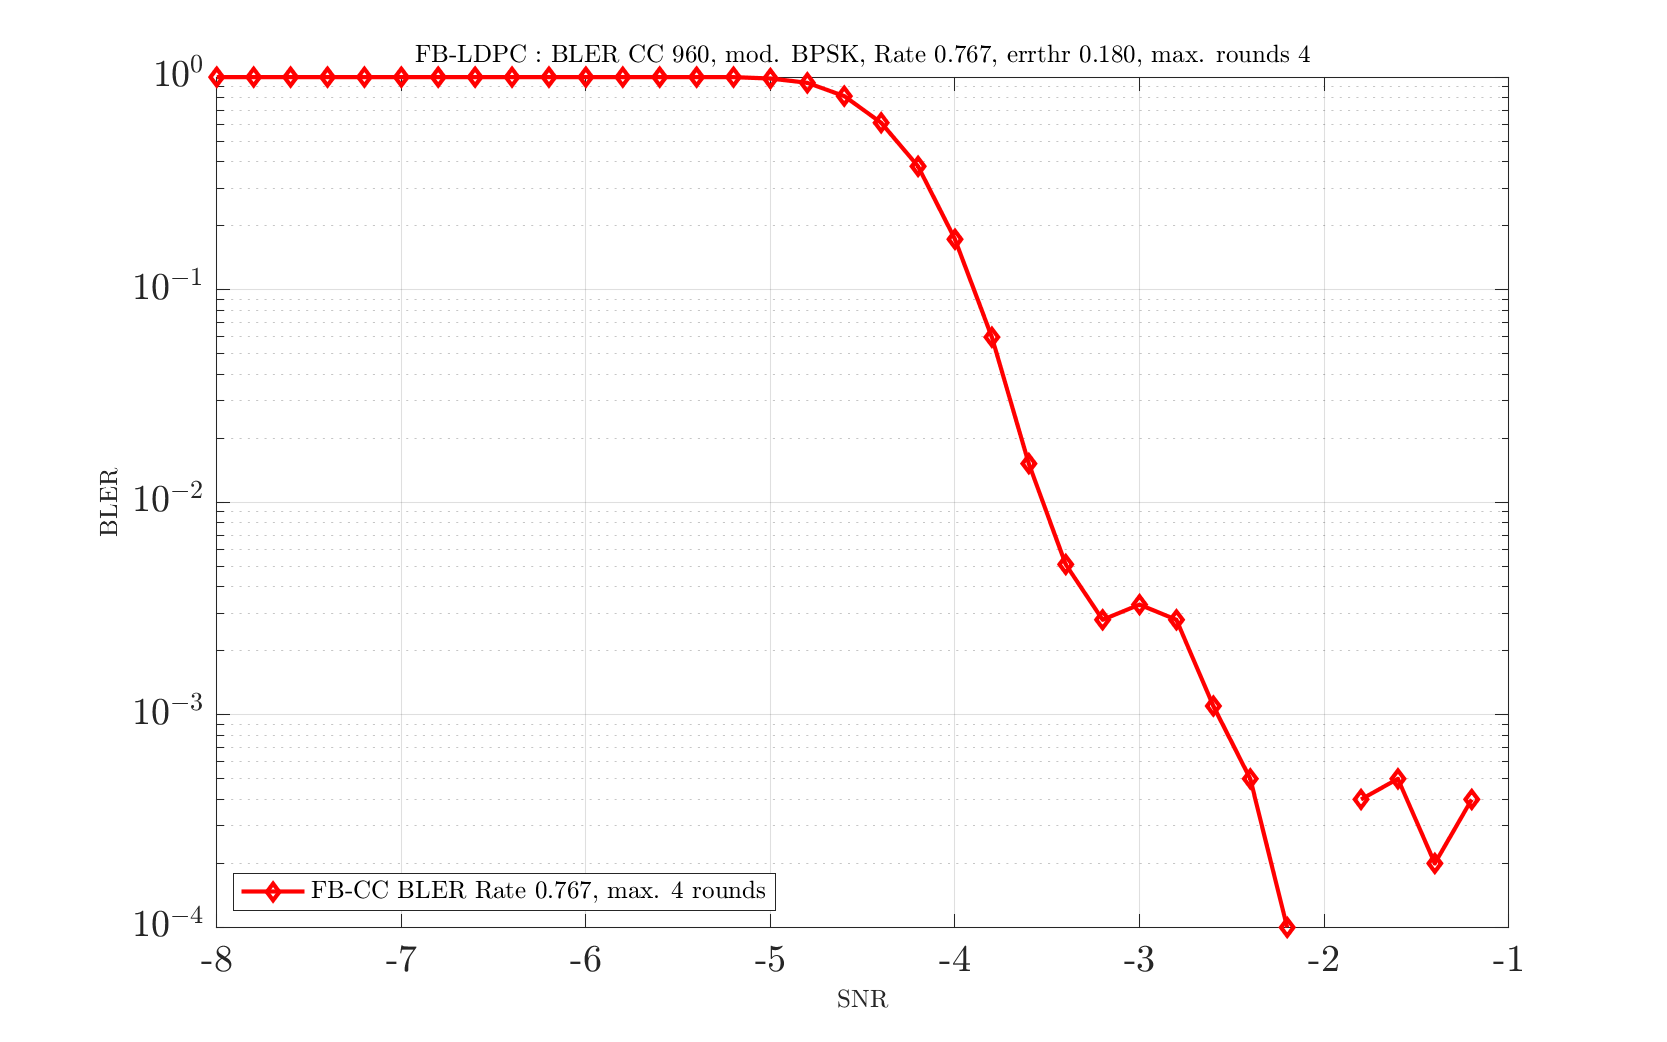 FB-LDPC : BLER CC 960, mod. BPSK, Rate 0.767, errthr 0.180, max. rounds 4
10^0
10^-1
10^-2
10^-3
10^-4
BLER
FB-CC BLER Rate 0.767, max. 4 rounds
-8 -7 -6 -5 -4 -3 -2 -1
SNR